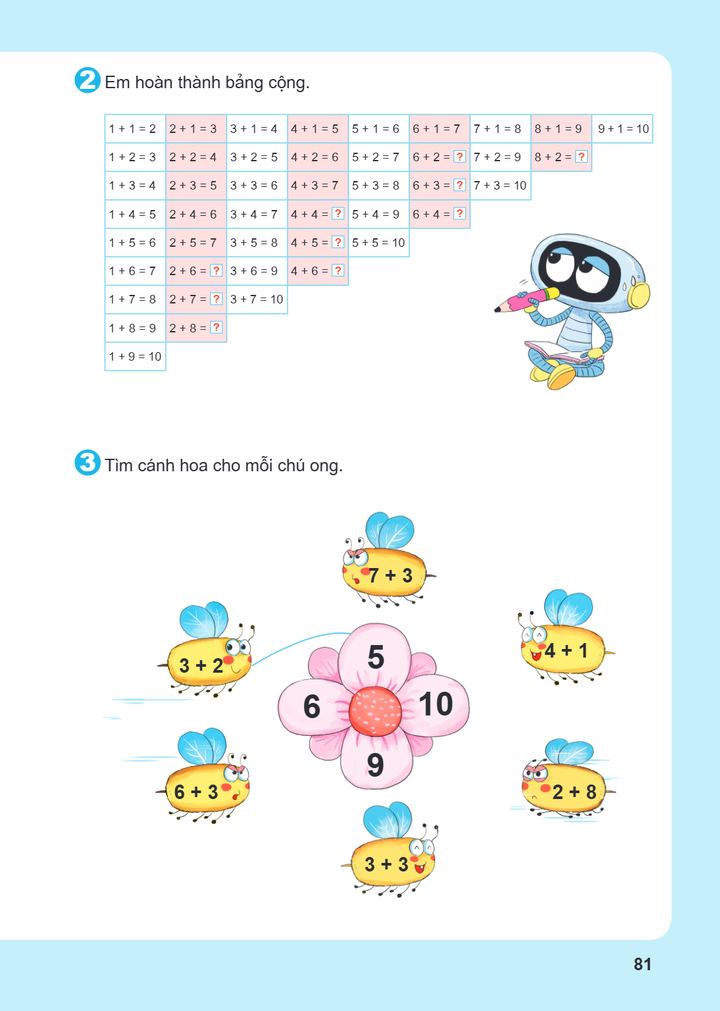 2 Em hoàn thành bảng cộng.
1 + 1 = 2 2 + 1 = 3 3 + 1 = 4 4 + 1 = 5 5 + 1 = 6 6 + 1 = 7 7 + 1 = 8 8 + 1 = 9 9 + 1 = 10
1 + 2 = 3 2 + 2 = 4 3 + 2 = 5 4 + 2 = 6 5 + 2 = 7 6 + 2 = ? 7 + 2 = 9 8 + 2 = ?
1 + 3 = 4 2 + 3 = 5 3 + 3 = 6 4 + 3 = 7 5 + 3 = 8 6 + 3 = ? 7 + 3 = 10
1 + 4 = 5 2 + 4 = 6 3 + 4 = 7 4 + 4 = ? 5 + 4 = 9 6 + 4 = ?
1 + 5 = 6 2 + 5 = 7 3 + 5 = 8 4 + 5 = ? 5 + 5 = 10
1 + 6 = 7 2 + 6 = ? 3 + 6 = 9 4 + 6 = ?
1 + 7 = 8 2 + 7 = ? 3 + 7 = 10
1 + 8 = 9 2 + 8 = ?
1 + 9 = 10
3 Tìm cánh hoa cho mỗi chú ong.
7 + 3
3 + 2
5
4 + 1
6
10
9
6 + 3
2 + 8
3 + 3
81